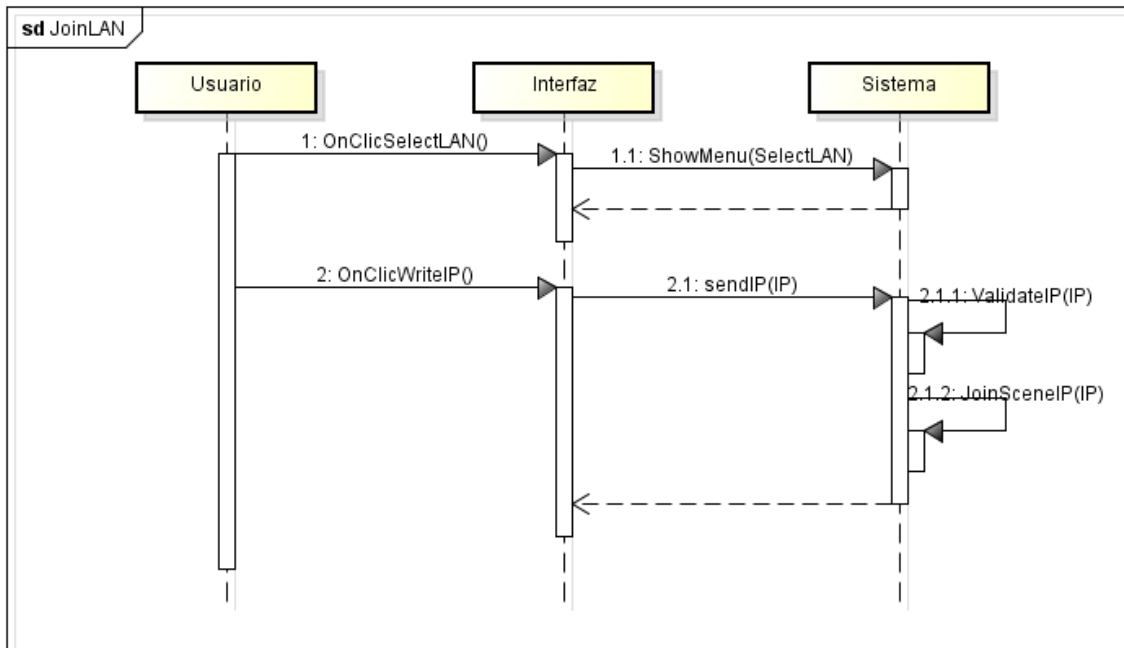 sd JoinLAN
Usuario
Interfaz
Sistema
1: OnClicSelectLAN()
1.1: ShowMenu(SelectLAN)
2: OnClicWriteIP()
2.1: sendIP(IP)
2.1.1: ValidateIP(IP)
2.1.2: JoinSceneIP(IP)